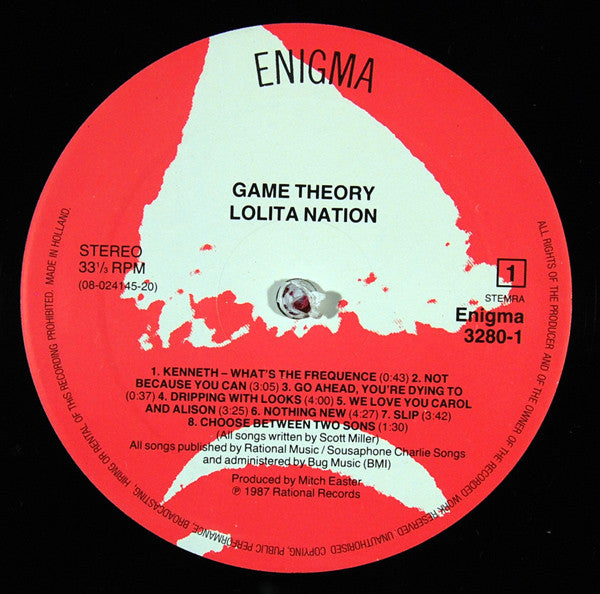 ENIGMA
GAME THEORY
LOLITA NATION
STEREO
33⅓ RPM
(08-024145-20)
1
STEMRA
Enigma
3280-1
1. KENNETH – WHAT'S THE FREQUENCE (0:43) 2. NOT
BECAUSE YOU CAN (3:05) 3. GO AHEAD, YOU'RE DYING TO
(0:37) 4. DRIPPING WITH LOOKS (4:00) 5. WE LOVE YOU CAROL
AND ALISON (3:25) 6. NOTHING NEW (4:27) 7. SLIP (3:42)
8. CHOOSE BETWEEN TWO SONS (1:30)
(All songs written by Scott Miller)
All songs published by Rational Music / Sousaphone Charlie Songs
and administered by Bug Music (BMI)
Produced by Mitch Easter
℗ 1987 Rational Records
ALL RIGHTS OF THE PRODUCER AND OF THE OWNER OF THE RECORDED WORK RESERVED. UNAUTHORISED COPYING, PUBLIC PERFORMANCE, BROADCASTING, HIRING OR RENTAL OF THIS RECORDING PROHIBITED. MADE IN HOLLAND.